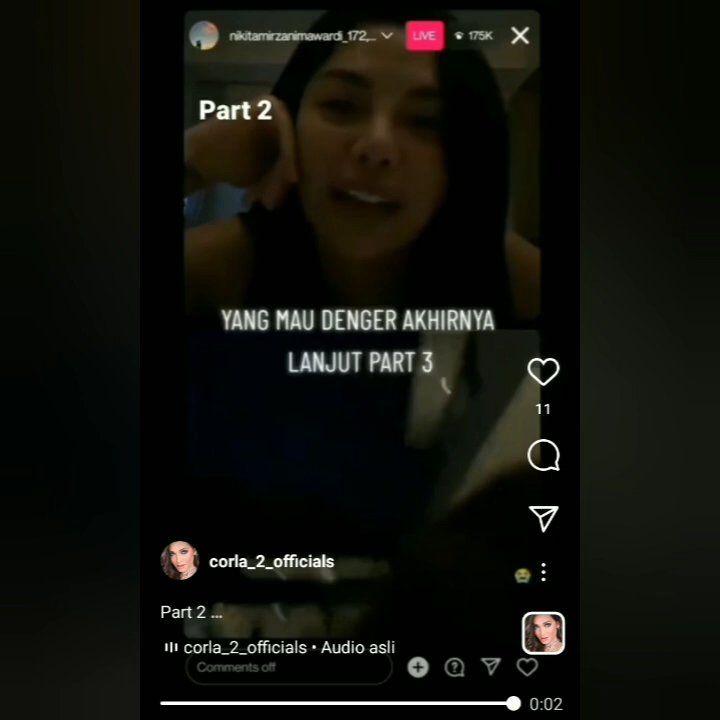 nikitamirzanimawardi_172,... LIVE 175K
Part 2
YANG MAU DENGER AKHIRNYA
LANJUT PART 3
11
corla_2_officials
Part 2 ...
corla_2_officials • Audio asli
Comments off
0:02